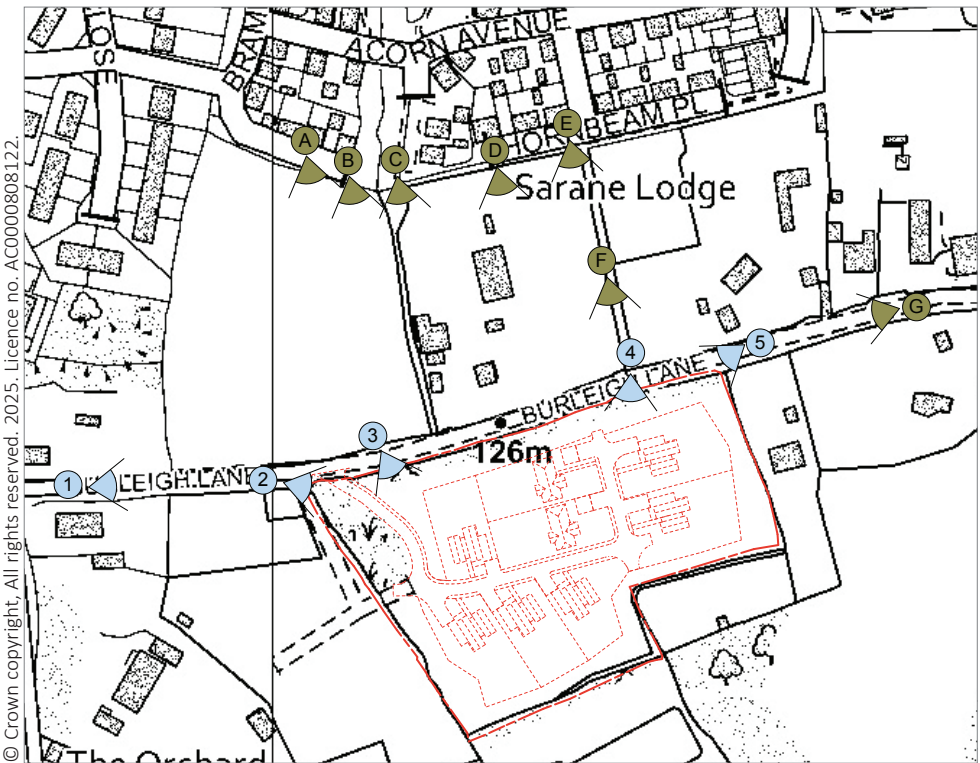 ACORN AVENUE
BRAM
OSE
E
A
B
C
D
HORNBEAM PL
Sarane Lodge
F
G
5
4
BURLEIGH LANE
3
126m
2
1
BURLEIGH LANE
The Orchard
© Crown copyright, All rights reserved. 2025. Licence no. AC0000808122.